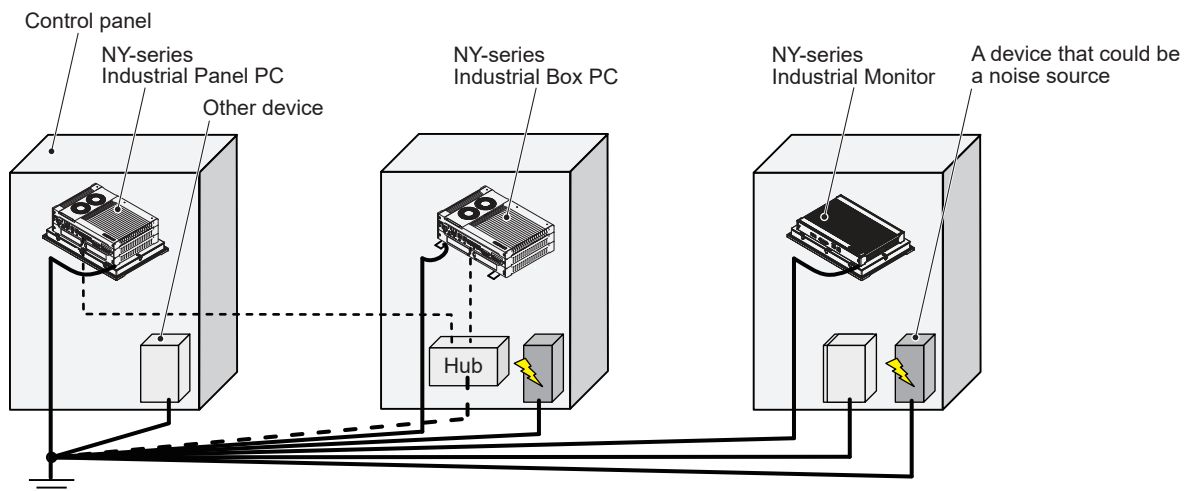 Control panel
NY-series
Industrial Panel PC
Other device
NY-series
Industrial Box PC
NY-series
Industrial Monitor
A device that could be
a noise source
Hub